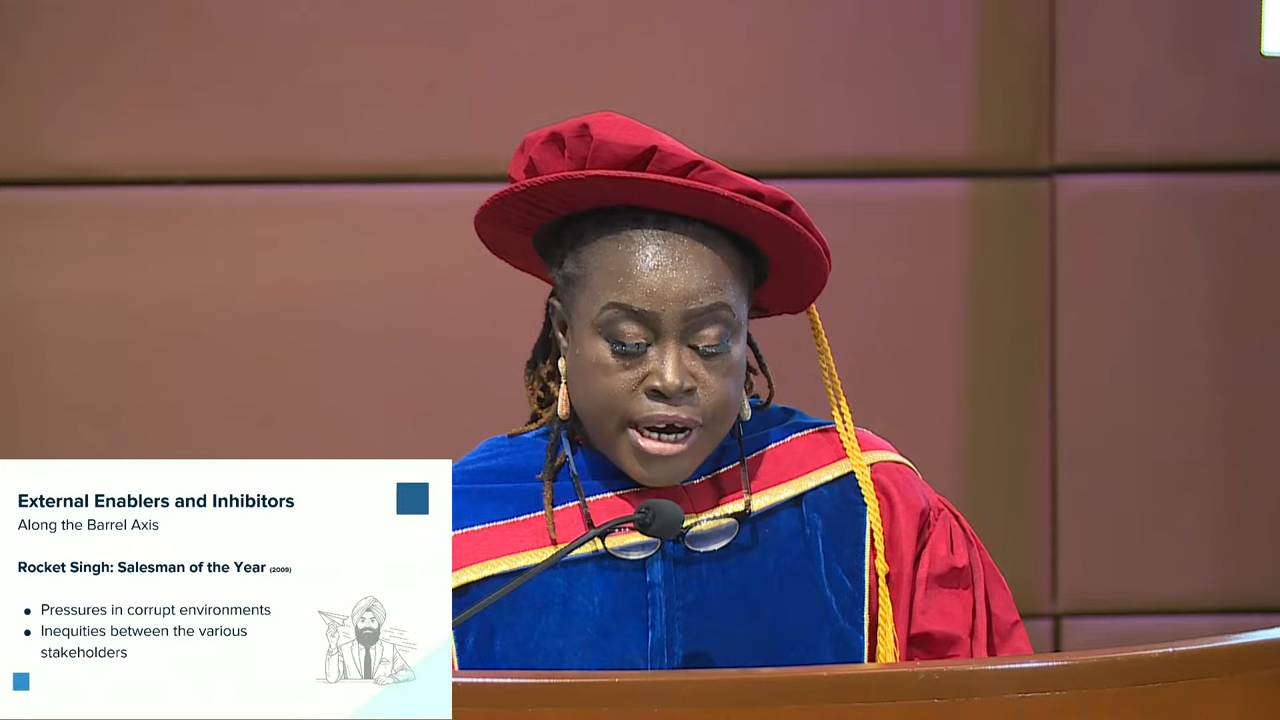 External Enablers and Inhibitors
Along the Barrel Axis
Rocket Singh: Salesman of the Year (2009)
● Pressures in corrupt environments
● Inequities between the various
stakeholders